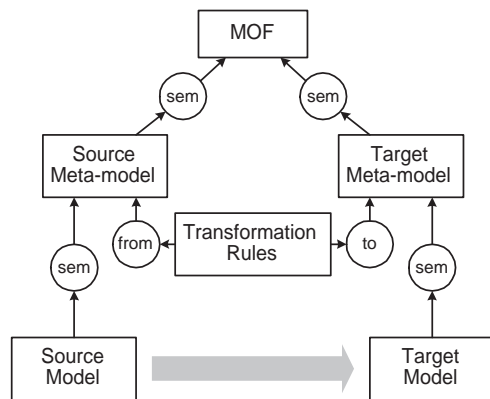 MOF
sem
sem
Source
Meta-model
Target
Meta-model
from
Transformation
Rules
to
sem
sem
Source
Model
Target
Model